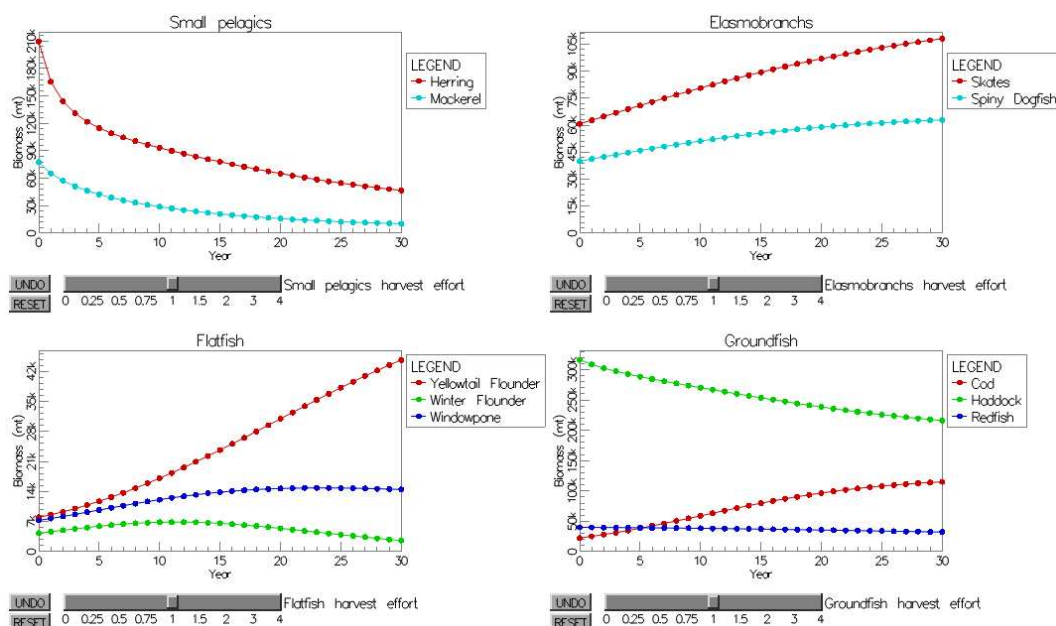 Small pelagics
Biomass (mt)
0 30k 60k 90k 120k 150k 180k 210k
LEGEND
Herring
Mackerel
0 5 10 15 20 25 30
Year
UNDO
RESET
0 0.25 0.5 0.75 1 1.5 2 3 4
Small pelagics harvest effort
Elasmobranchs
Biomass (mt)
0 15k 30k 45k 60k 75k 90k 105k
LEGEND
Skates
Spiny Dogfish
0 5 10 15 20 25 30
Year
UNDO
RESET
0 0.25 0.5 0.75 1 1.5 2 3 4
Elasmobranchs harvest effort
Flatfish
Biomass (mt)
0 7k 14k 21k 28k 35k 42k
LEGEND
Yellowtail Flounder
Winter Flounder
Windowpane
0 5 10 15 20 25 30
Year
UNDO
RESET
0 0.25 0.5 0.75 1 1.5 2 3 4
Flatfish harvest effort
Groundfish
Biomass (mt)
0 50k 100k 150k 200k 250k 300k
LEGEND
Cod
Haddock
Redfish
0 5 10 15 20 25 30
Year
UNDO
RESET
0 0.25 0.5 0.75 1 1.5 2 3 4
Groundfish harvest effort